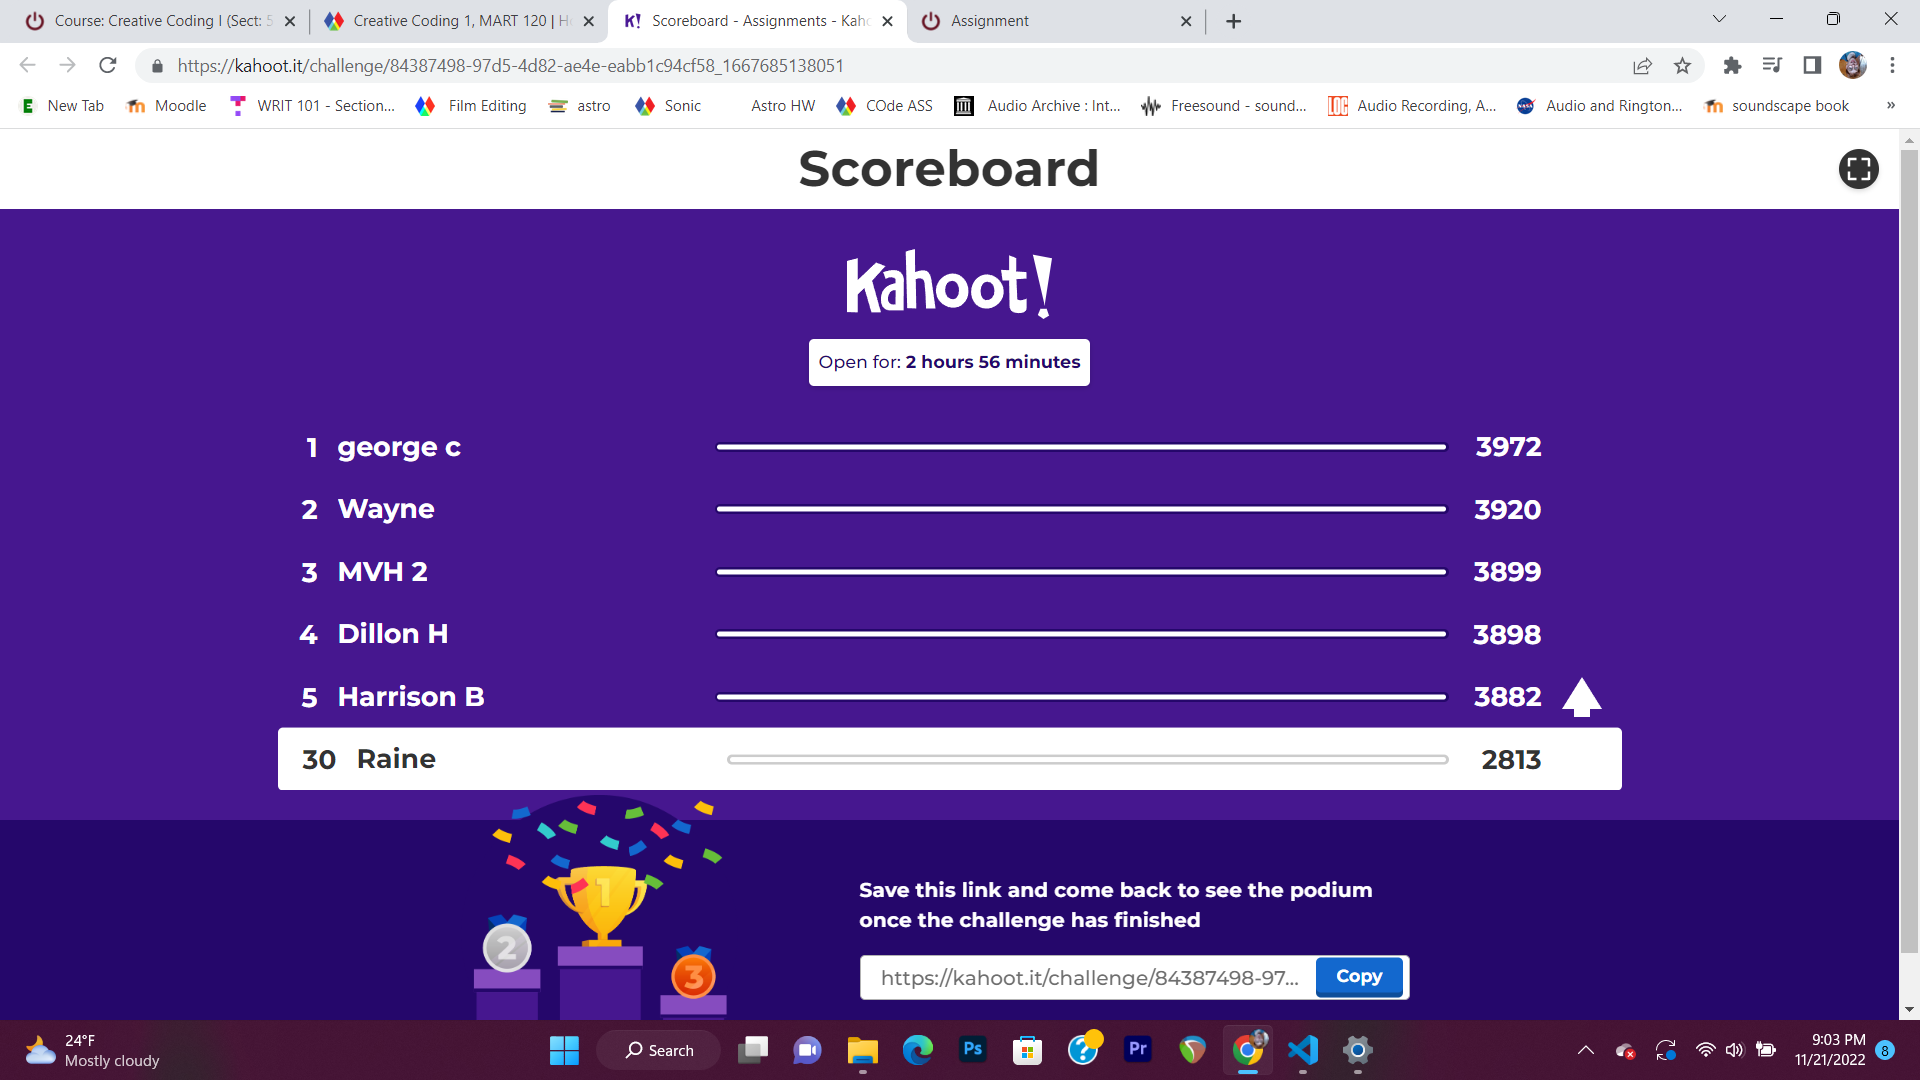 Course: Creative Coding I (Sect: 5
Creative Coding 1, MART 120 | H
K! Scoreboard - Assignments - Kaho
Assignment
https://kahoot.it/challenge/84387498-97d5-4d82-ae4e-eabb1c94cf58_1667685138051
E New Tab
Moodle
WRIT 101 - Section...
Film Editing
astro
Sonic
Astro HW
COde ASS
Audio Archive : Int...
Freesound - sound...
LOC Audio Recording, A...
Audio and Rington...
soundscape book
»
Scoreboard
Kahoot!
Open for: 2 hours 56 minutes
1 george c 3972
2 Wayne 3920
3 MVH 2 3899
4 Dillon H 3898
5 Harrison B 3882
30 Raine 2813
1
2
3
Save this link and come back to see the podium
once the challenge has finished
https://kahoot.it/challenge/84387498-97... Copy
24°F
Mostly cloudy
Search
Ps
Pr
9:03 PM
11/21/2022
8